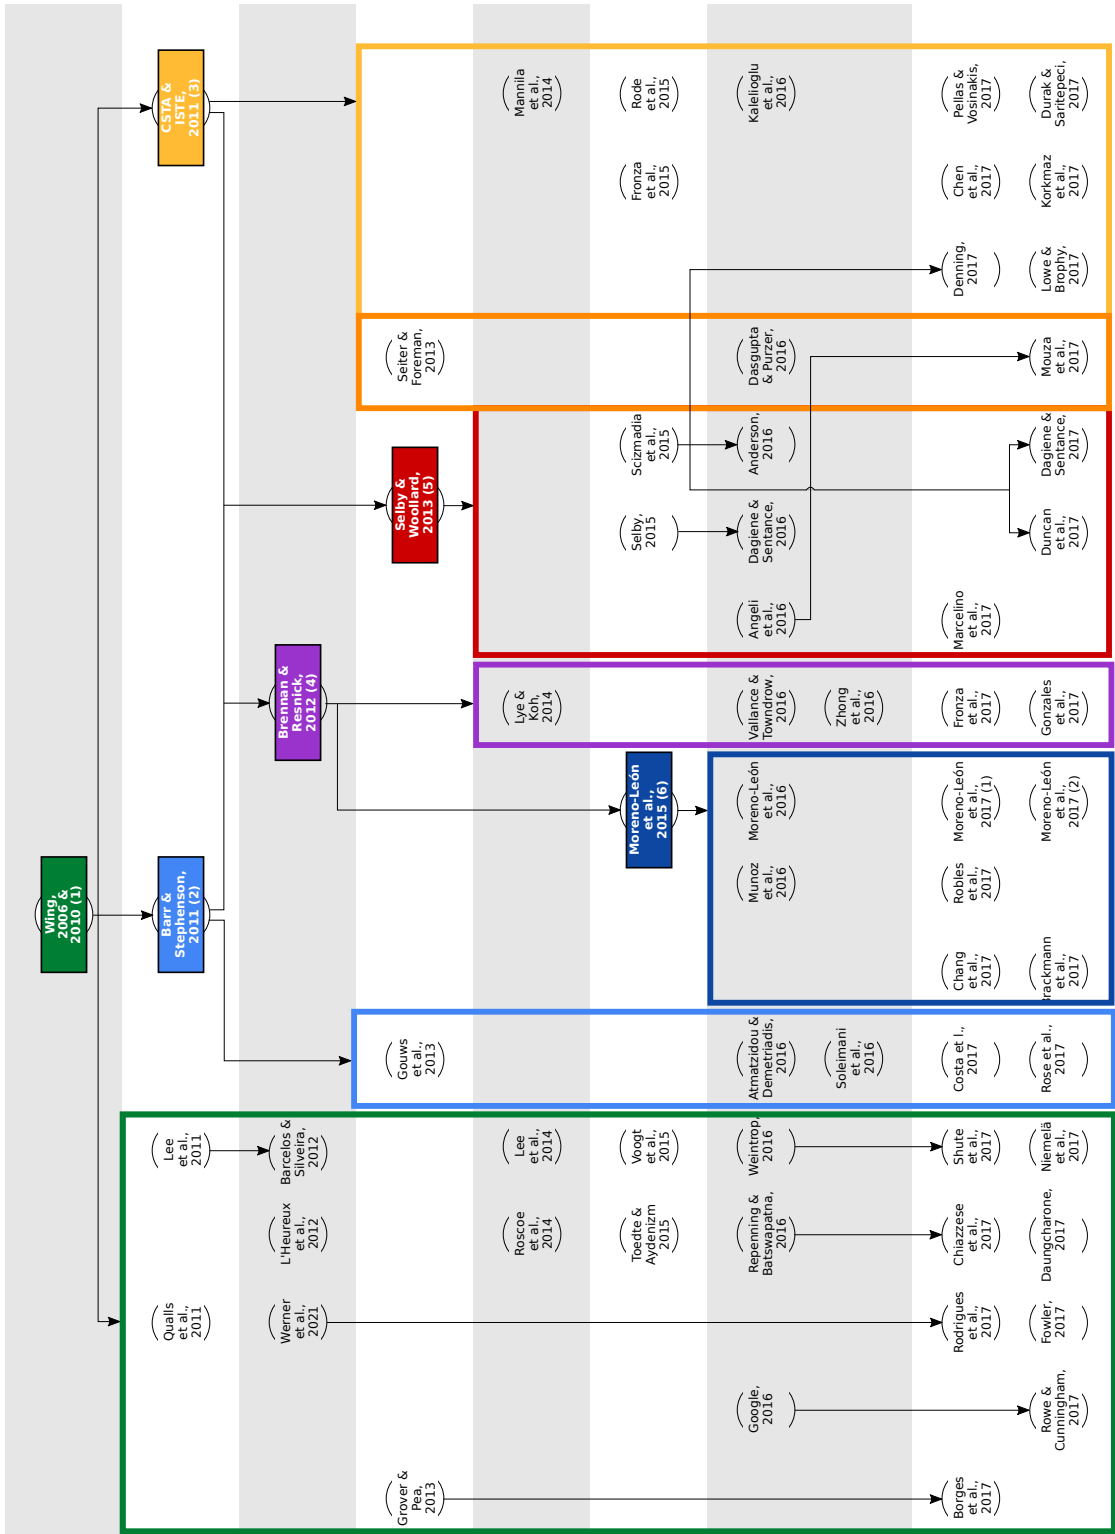 Wing,
2006 &
2010 (1)
Qualls
et al.,
2011
Lee
et al.,
2011
Barr &
Stephenson,
2011 (2)
CSTA &
ISTE,
2011 (3)
Werner
et al.,
2021
L'Heureux
et al.,
2012
Barcelos &
Silveira,
2012
Brennan &
Resnick,
2012 (4)
Grover &
Pea,
2013
Gouws
et al.,
2013
Selby &
Woollard,
2013 (5)
Seiter &
Foreman,
2013
Roscoe
et al.,
2014
Lee
et al.,
2014
Lye &
Koh,
2014
Mannila
et al.,
2014
Toedte &
Aydenizm
2015
Voogt
et al.,
2015
Moreno-León
et al.,
2015 (6)
Selby,
2015
Scizmadia
et al.,
2015
Fronza
et al.,
2015
Rode
et al.,
2015
Google,
2016
Repenning &
Batswapatna,
2016
Weintrop,
2016
Atmatzidou &
Demetriadis,
2016
Munoz
et al.,
2016
Moreno-León
et al.,
2016
Vallance &
Towndrow,
2016
Angeli
et al.,
2016
Dagiene &
Sentance,
2016
Anderson,
2016
Dasgupta
& Purzer,
2016
Kalelioglu
et al.,
2016
Soleimani
et al.,
2016
Zhong
et al.,
2016
Borges
et al.,
2017
Rodrigues
et al.,
2017
Chiazzese
et al.,
2017
Shute
et al.,
2017
Costa et l.,
2017
Chang
et al.,
2017
Robles
et al.,
2017
Moreno-León
et al.,
2017 (1)
Fronza
et al.,
2017
Marcelino
et al.,
2017
Denning,
2017
Chen
et al.,
2017
Pellas &
Vosinakis,
2017
Rowe &
Cunningham,
2017
Fowler,
2017
Daungcharone,
2017
Niemelä
et al.,
2017
Rose et al.,
2017
Brackmann
et al.,
2017
Moreno-León
et al.,
2017 (2)
Gonzales
et al.,
2017
Duncan
et al.,
2017
Dagiene &
Sentance,
2017
Mouza
et al.,
2017
Lowe &
Brophy,
2017
Korkmaz
et al.,
2017
Durak &
Saritepeci,
2017